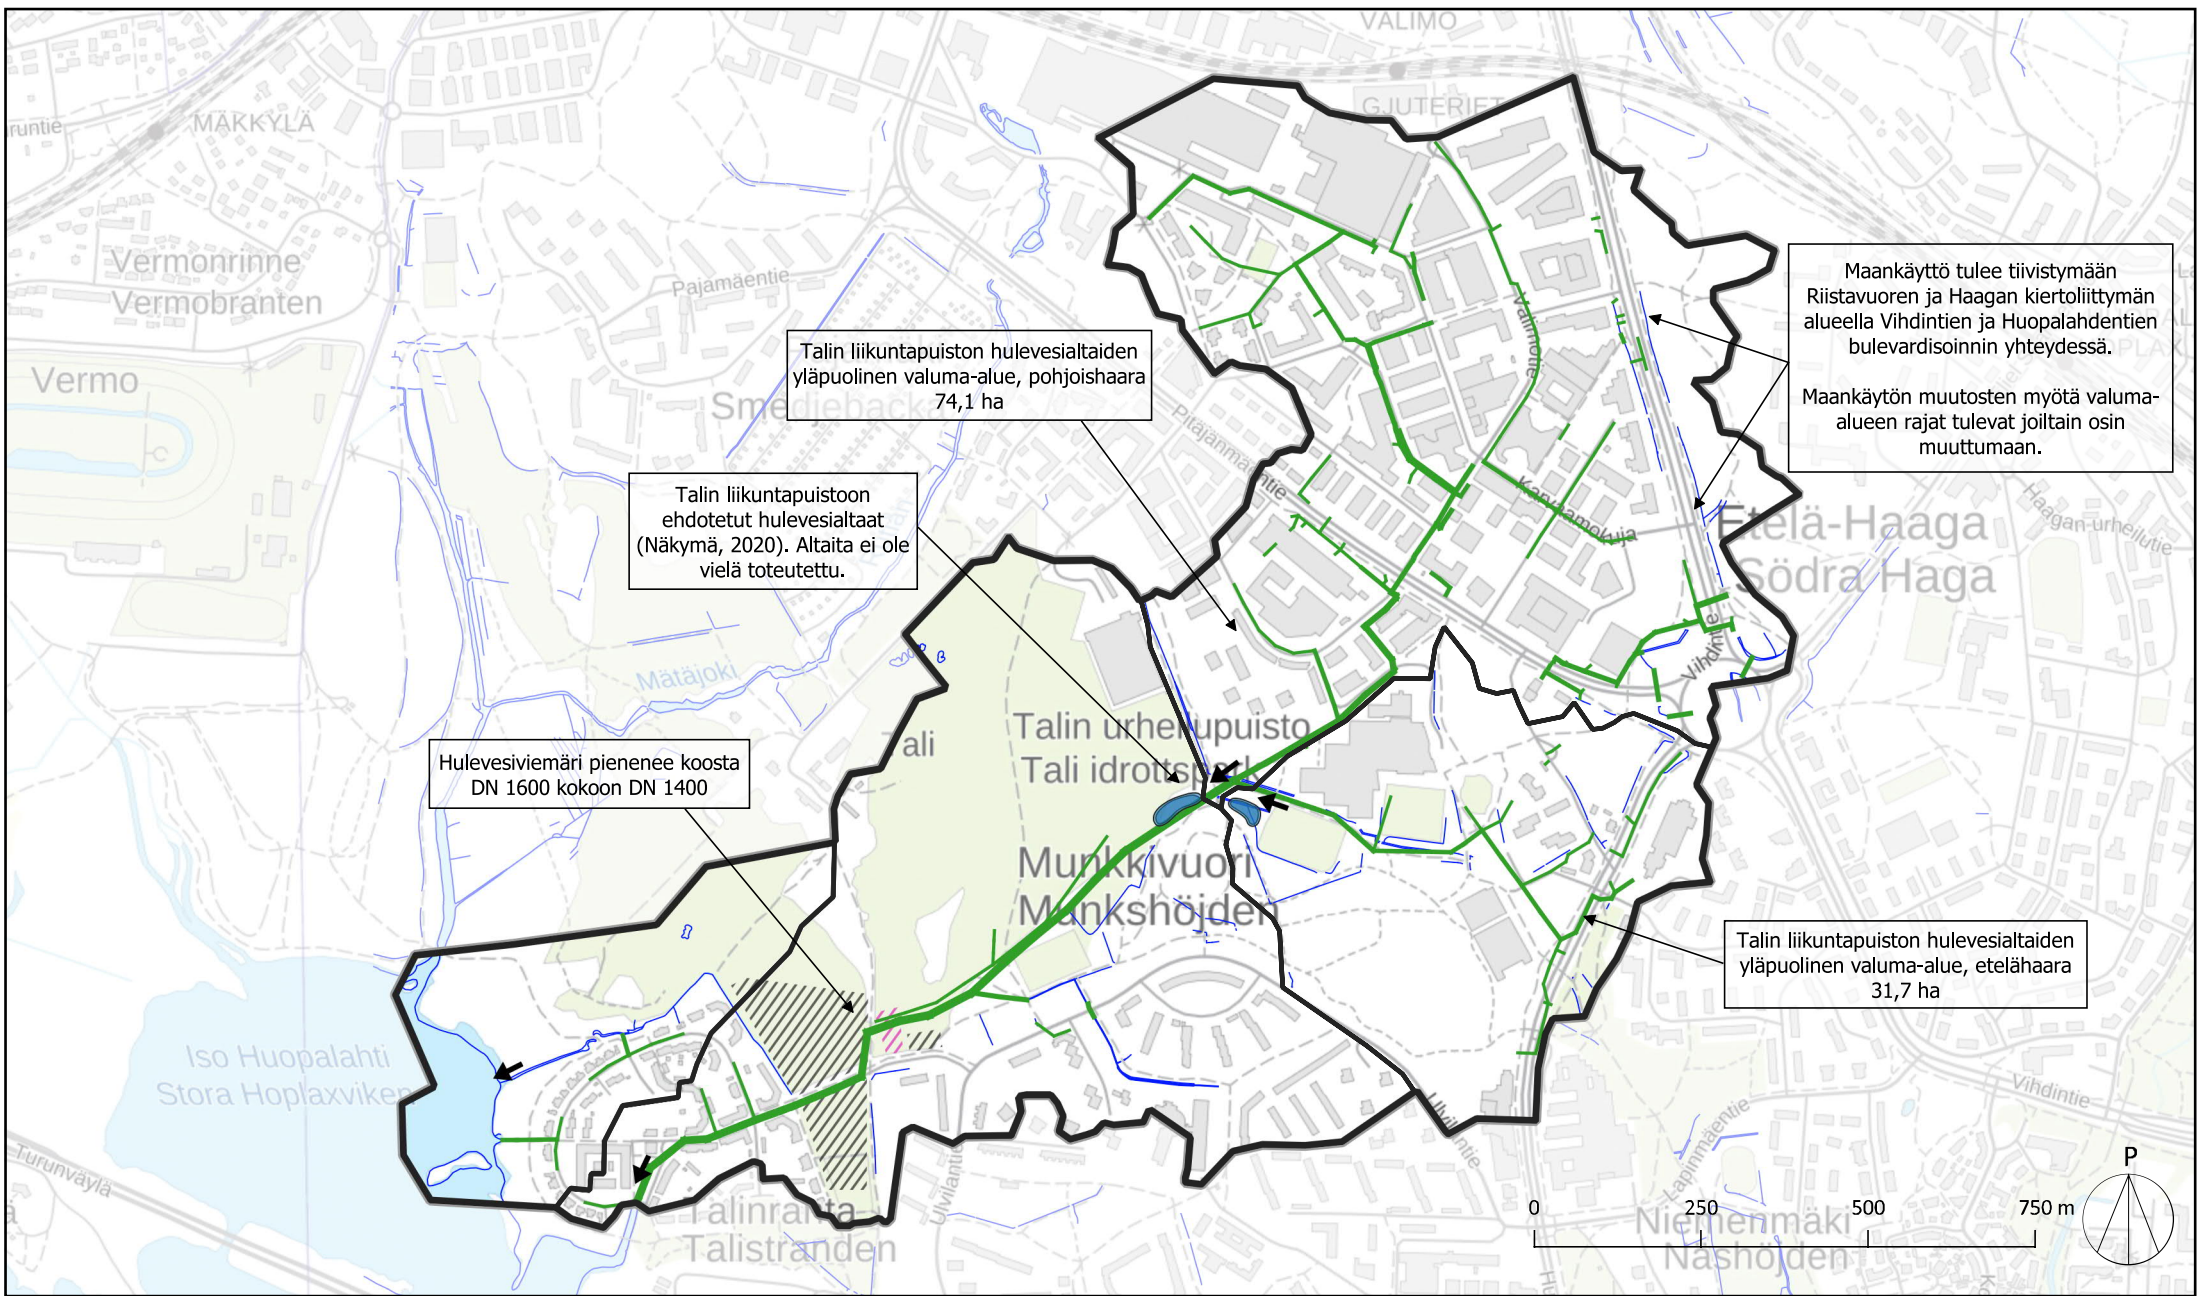 VALIMO
GJUTERIET
MÄKKYLÄ
runtie
Vermonrinne
Vermobranten
Pajamäentie
Vermo
Smedjebacka
Talin liikuntapuiston hulevesialtaiden
yläpuolinen valuma-alue, pohjoishaara
74,1 ha
Maankäyttö tulee tiivistymään
Riistavuoren ja Haagan kiertoliittymän
alueella Vihdintien ja Huopalahdentien
bulevardisoinnin yhteydessä.
Maankäytön muutosten myötä valuma-
alueen rajat tulevat joiltain osin
muuttumaan.
Valimotie
Pitäjänmäentie
Karvaamokuja
Talin liikuntapuistoon
ehdotetut hulevesialtaat
(Näkymä, 2020). Altaita ei ole
vielä toteutettu.
Etelä-Haaga
Södra Haga
Haagan urheilutie
Vihdintie
Mätäjoki
Talin urheilupuisto
Tali idrottspark
Tali
Hulevesiviemäri pienenee koosta
DN 1600 kokoon DN 1400
Munkkivuori
Munkshöjden
Talin liikuntapuiston hulevesialtaiden
yläpuolinen valuma-alue, etelähaara
31,7 ha
Iso Huopalahti
Stora Hoplaxviken
Vihdintie
Ulvilantie
Lapinmäentie
Turunväylä
Ulvilantie
Talinranta
Talistranden
Niemenmäki
Näshöjden
0 250 500 750 m
P